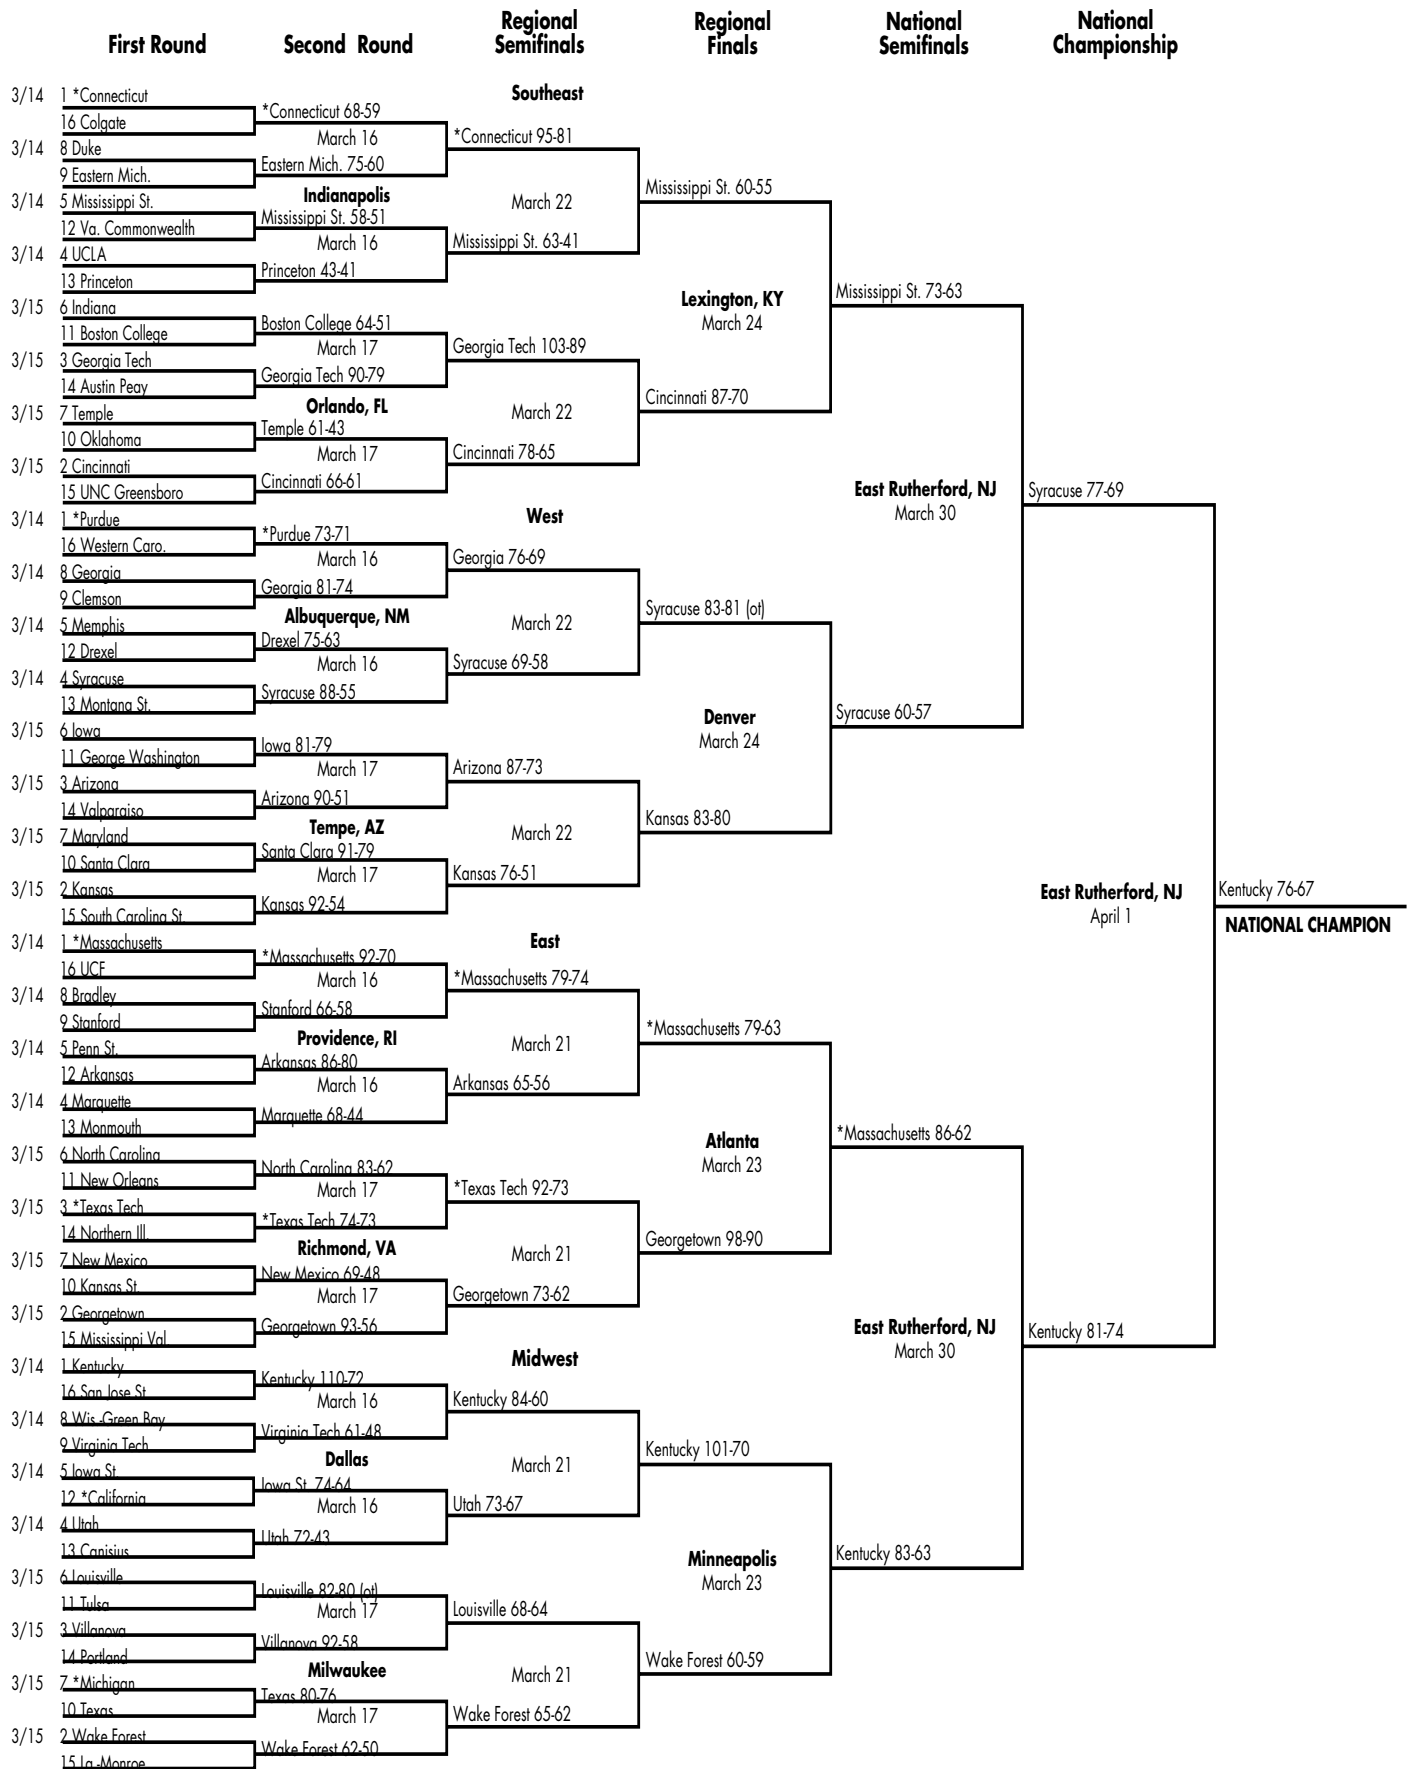 First Round
Second Round
Regional
Semifinals
Regional
Finals
National
Semifinals
National
Championship
3/14 1 *Connecticut
16 Colgate
3/14 8 Duke
9 Eastern Mich.
3/14 5 Mississippi St.
12 Va. Commonwealth
3/14 4 UCLA
13 Princeton
3/15 6 Indiana
11 Boston College
3/15 3 Georgia Tech
14 Austin Peay
3/15 7 Temple
10 Oklahoma
3/15 2 Cincinnati
15 UNC Greensboro
3/14 1 *Purdue
16 Western Caro.
3/14 8 Georgia
9 Clemson
3/14 5 Memphis
12 Drexel
3/14 4 Syracuse
13 Montana St.
3/15 6 Iowa
11 George Washington
3/15 3 Arizona
14 Valparaiso
3/15 7 Maryland
10 Santa Clara
3/15 2 Kansas
15 South Carolina St.
3/14 1 *Massachusetts
16 UCF
3/14 8 Bradley
9 Stanford
3/14 5 Penn St.
12 Arkansas
3/14 4 Marquette
13 Monmouth
3/15 6 North Carolina
11 New Orleans
3/15 3 *Texas Tech
14 Northern Ill.
3/15 7 New Mexico
10 Kansas St.
3/15 2 Georgetown
15 Mississippi Val.
3/14 1 Kentucky
16 San Jose St.
3/14 8 Wis.-Green Bay
9 Virginia Tech
3/14 5 Iowa St.
12 *California
3/14 4 Utah
13 Canisius
3/15 6 Louisville
11 Tulsa
3/15 3 Villanova
14 Portland
3/15 7 *Michigan
10 Texas
3/15 2 Wake Forest
15 La.-Monroe
*Connecticut 68-59
March 16
Eastern Mich. 75-60
Indianapolis
Mississippi St. 58-51
March 16
Princeton 43-41
Boston College 64-51
March 17
Georgia Tech 90-79
Orlando, FL
Temple 61-43
March 17
Cincinnati 66-61
*Purdue 73-71
March 16
Georgia 81-74
Albuquerque, NM
Drexel 75-63
March 16
Syracuse 88-55
Iowa 81-79
March 17
Arizona 90-51
Tempe, AZ
Santa Clara 91-79
March 17
Kansas 92-54
*Massachusetts 92-70
March 16
Stanford 66-58
Providence, RI
Arkansas 86-80
March 16
Marquette 68-44
North Carolina 83-62
March 17
*Texas Tech 74-73
Richmond, VA
New Mexico 69-48
March 17
Georgetown 93-56
Kentucky 110-72
March 16
Virginia Tech 61-48
Dallas
Iowa St. 74-64
March 16
Utah 72-43
Louisville 82-80 (ot)
March 17
Villanova 92-58
Milwaukee
Texas 80-76
March 17
Wake Forest 62-50
Southeast
*Connecticut 95-81
March 22
Mississippi St. 63-41
Georgia Tech 103-89
March 22
Cincinnati 78-65
West
Georgia 76-69
March 22
Syracuse 69-58
Arizona 87-73
March 22
Kansas 76-51
East
*Massachusetts 79-74
March 21
Arkansas 65-56
*Texas Tech 92-73
March 21
Georgetown 73-62
Midwest
Kentucky 84-60
March 21
Utah 73-67
Louisville 68-64
March 21
Wake Forest 65-62
Mississippi St. 60-55
Lexington, KY
March 24
Cincinnati 87-70
Syracuse 83-81 (ot)
Denver
March 24
Kansas 83-80
*Massachusetts 79-63
Atlanta
March 23
Georgetown 98-90
Kentucky 101-70
Minneapolis
March 23
Wake Forest 60-59
Mississippi St. 73-63
East Rutherford, NJ
March 30
Syracuse 60-57
*Massachusetts 86-62
East Rutherford, NJ
March 30
Kentucky 83-63
Syracuse 77-69
East Rutherford, NJ
April 1
Kentucky 81-74
Kentucky 76-67
NATIONAL CHAMPION